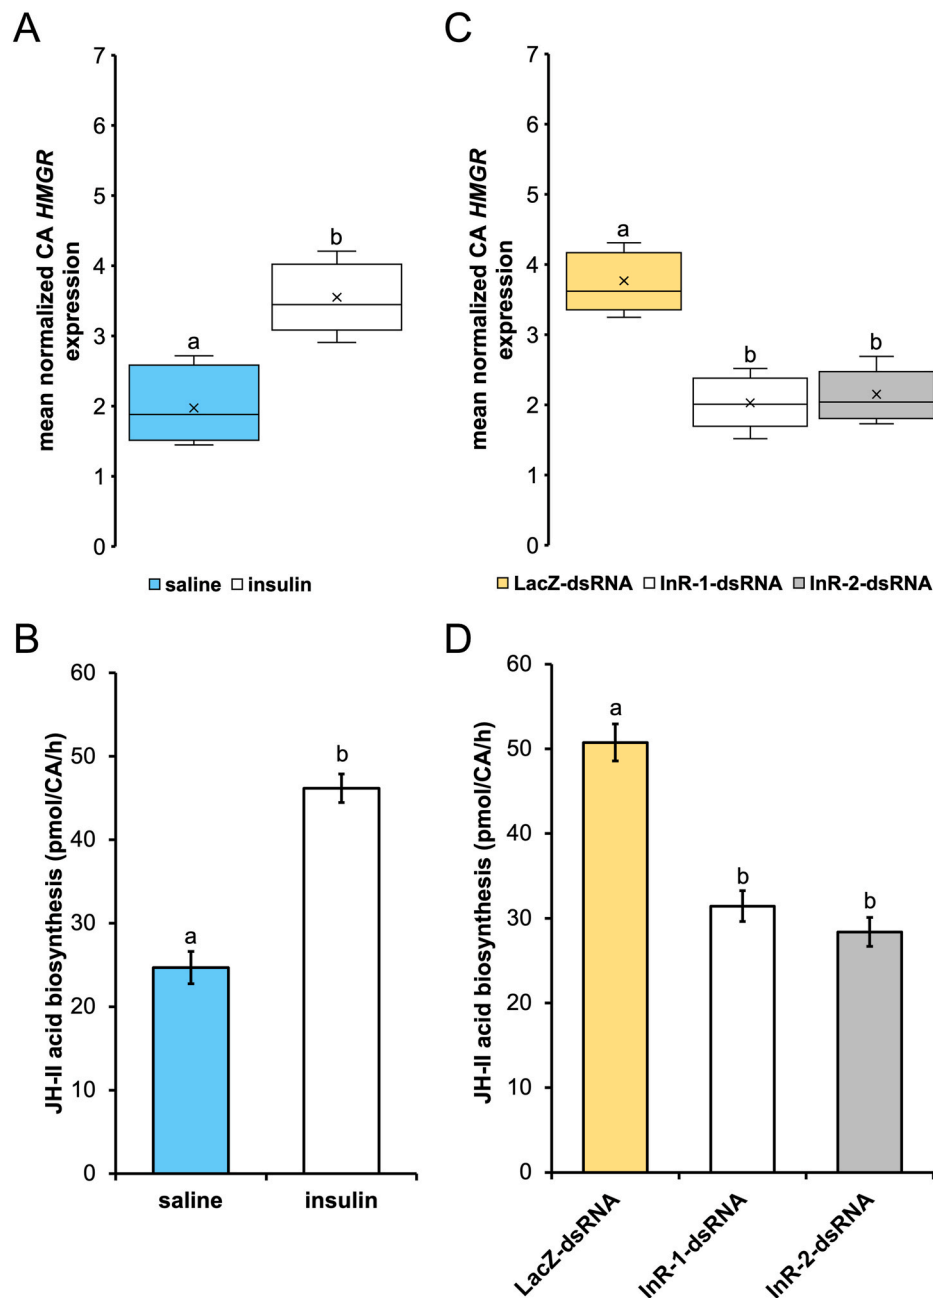 A
7
6
5
4
3
2
1
0
mean normalized CA HMGR
expression
a
b
saline insulin
C
7
6
5
4
3
2
1
0
mean normalized CA HMGR
expression
a
b
b
LacZ-dsRNA InR-1-dsRNA InR-2-dsRNA
B
60
50
40
30
20
10
0
JH-II acid biosynthesis (pmol/CA/h)
a
b
saline insulin
D
60
50
40
30
20
10
0
JH-II acid biosynthesis (pmol/CA/h)
a
b
b
LacZ-dsRNA
InR-1-dsRNA
InR-2-dsRNA